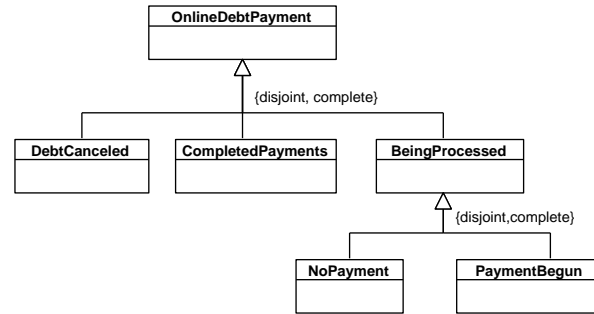 OnlineDebtPayment
{disjoint, complete}
DebtCanceled
CompletedPayments
BeingProcessed
{disjoint,complete}
NoPayment
PaymentBegun